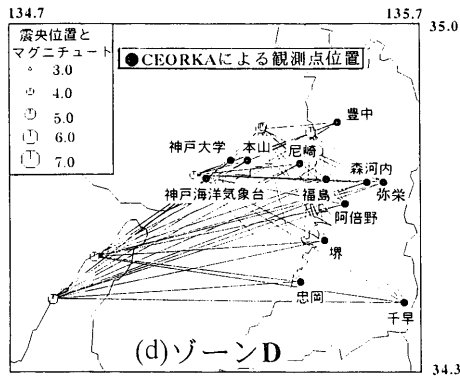 134.7
135.7
35.0
震央位置と
マグニチュート
3.0
4.0
5.0
6.0
7.0
●CEORKAによる観測点位置
豊中
神戸大学
本山
尼崎
森河内
神戸海洋気象台
福島
弥栄
阿倍野
堺
忠岡
千早
(d)ゾーンD
34.3